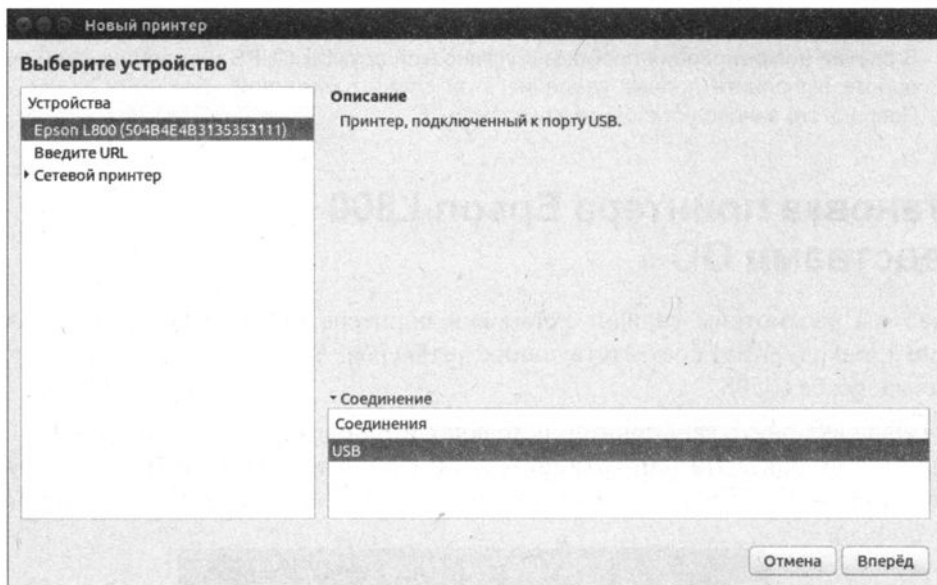 Новый принтер
Выберите устройство
Устройства
Epson L800 (504B4E4B3135353111)
Введите URL
Сетевой принтер
Описание
Принтер, подключенный к порту USB.
Соединение
Соединения
USB
Отмена
Вперёд